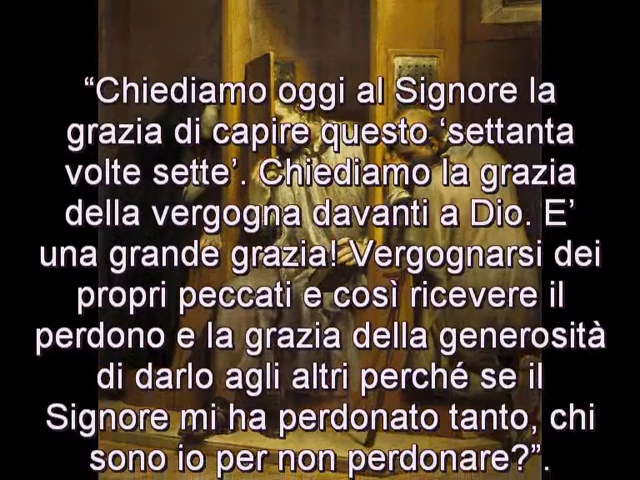 “Chiediamo oggi al Signore la
grazia di capire questo ‘settanta
volte sette’. Chiediamo la grazia
della vergogna davanti a Dio. E’
una grande grazia! Vergognarsi dei
propri peccati e così ricevere il
perdono e la grazia della generosità
di darlo agli altri perché se il
Signore mi ha perdonato tanto, chi
sono io per non perdonare?”.